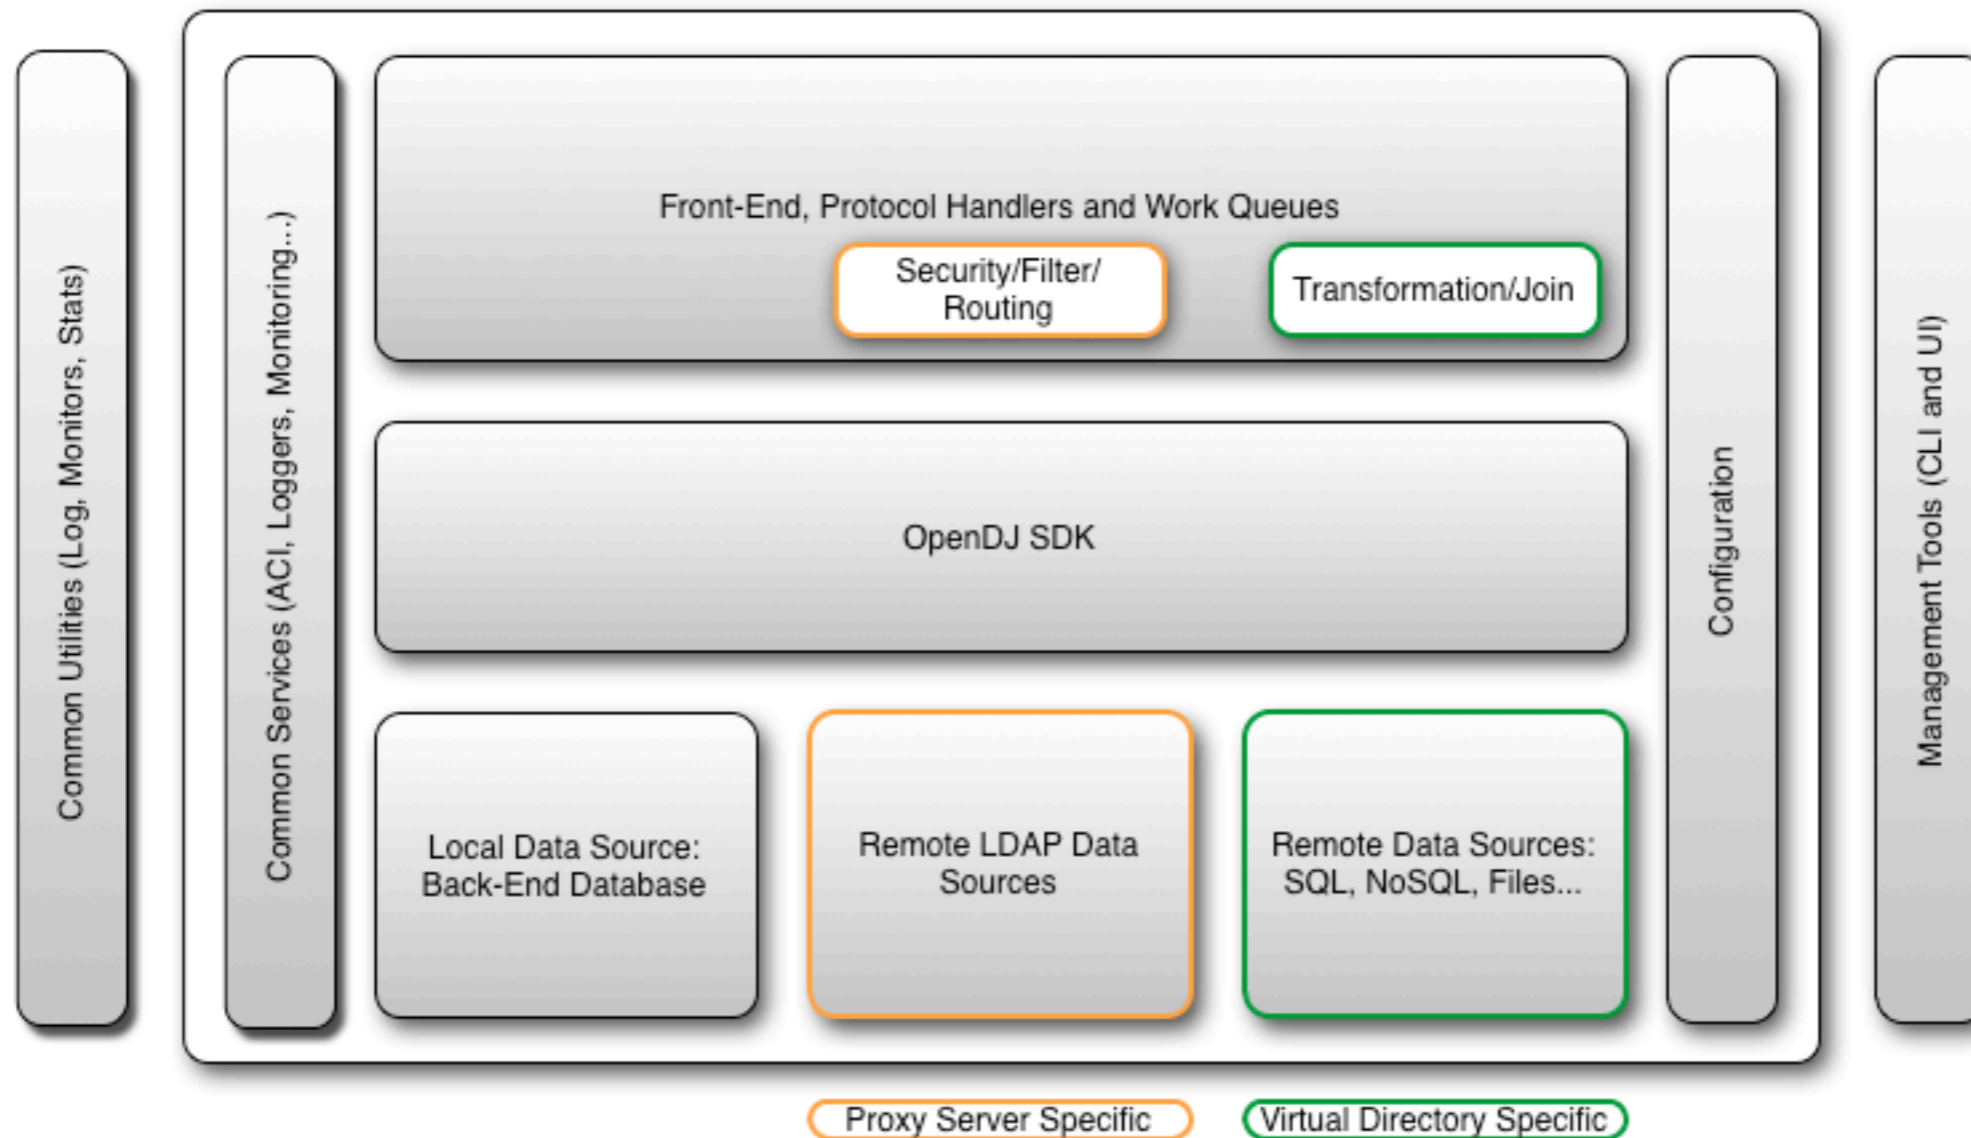 Common Utilities (Log, Monitors, Stats)
Common Services (ACI, Loggers, Monitoring...)
Front-End, Protocol Handlers and Work Queues
Security/Filter/
Routing
Transformation/Join
OpenDJ SDK
Local Data Source:
Back-End Database
Remote LDAP Data
Sources
Remote Data Sources:
SQL, NoSQL, Files...
Configuration
Management Tools (CLI and UI)
Proxy Server Specific
Virtual Directory Specific